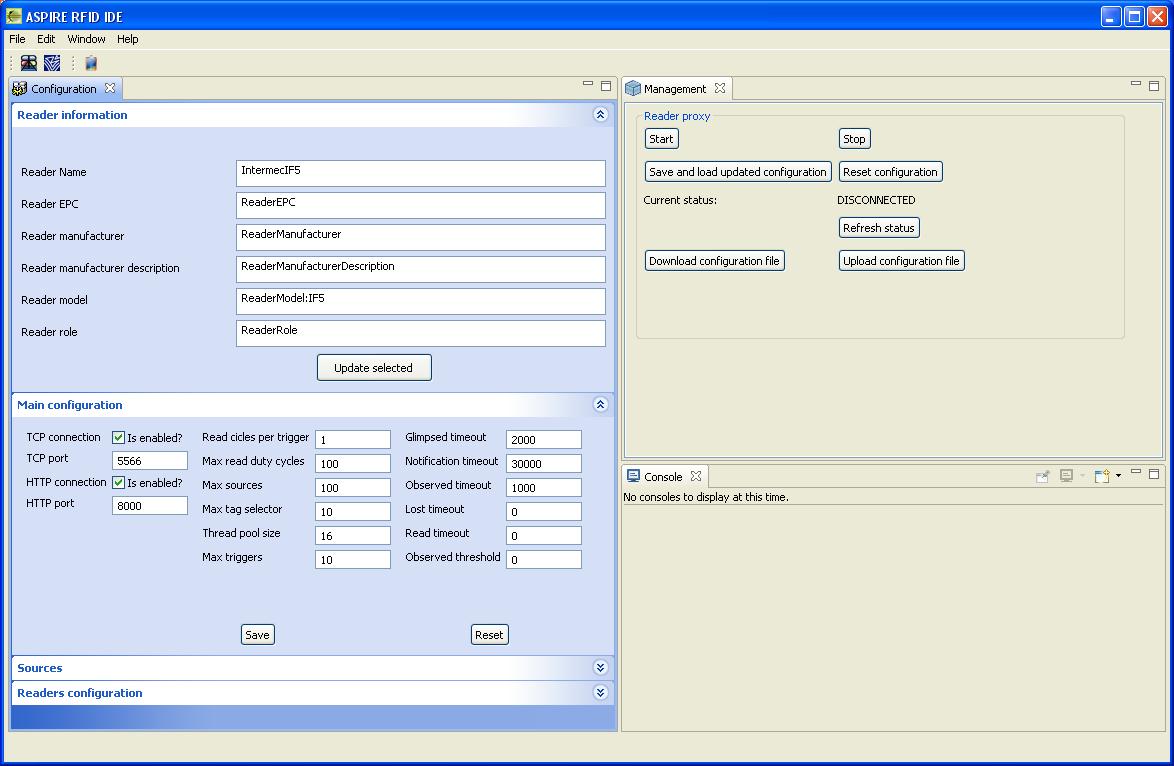 ASPIRE RFID IDE
File Edit Window Help
Configuration
Reader information
Reader Name IntermecIF5
Reader EPC ReaderEPC
Reader manufacturer ReaderManufacturer
Reader manufacturer description ReaderManufacturerDescription
Reader model ReaderModel:IF5
Reader role ReaderRole
Update selected
Main configuration
TCP connection Is enabled? Read cicles per trigger 1 Glimpsed timeout 2000
TCP port 5566 Max read duty cycles 100 Notification timeout 30000
HTTP connection Is enabled? Max sources 100 Observed timeout 1000
HTTP port 8000 Max tag selector 10 Lost timeout 0
Thread pool size 16 Read timeout 0
Max triggers 10 Observed threshold 0
Save Reset
Sources
Readers configuration
Management
Reader proxy
Start Stop
Save and load updated configuration Reset configuration
Current status: DISCONNECTED
Refresh status
Download configuration file Upload configuration file
Console
No consoles to display at this time.